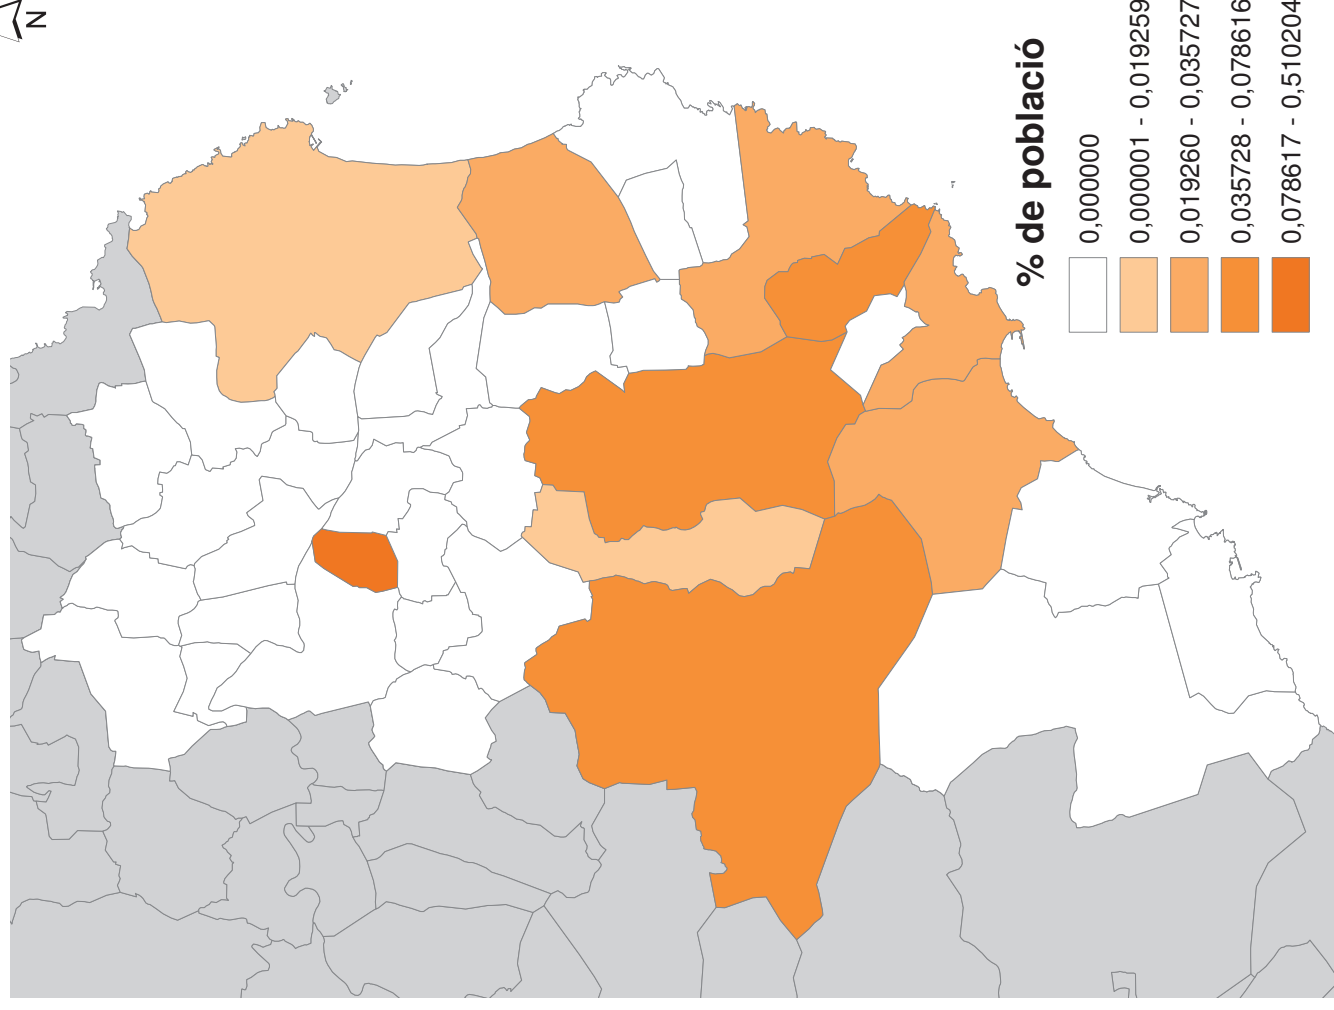 N
% de població
0,000000
0,000001 - 0,019259
0,019260 - 0,035727
0,035728 - 0,078616
0,078617 - 0,510204